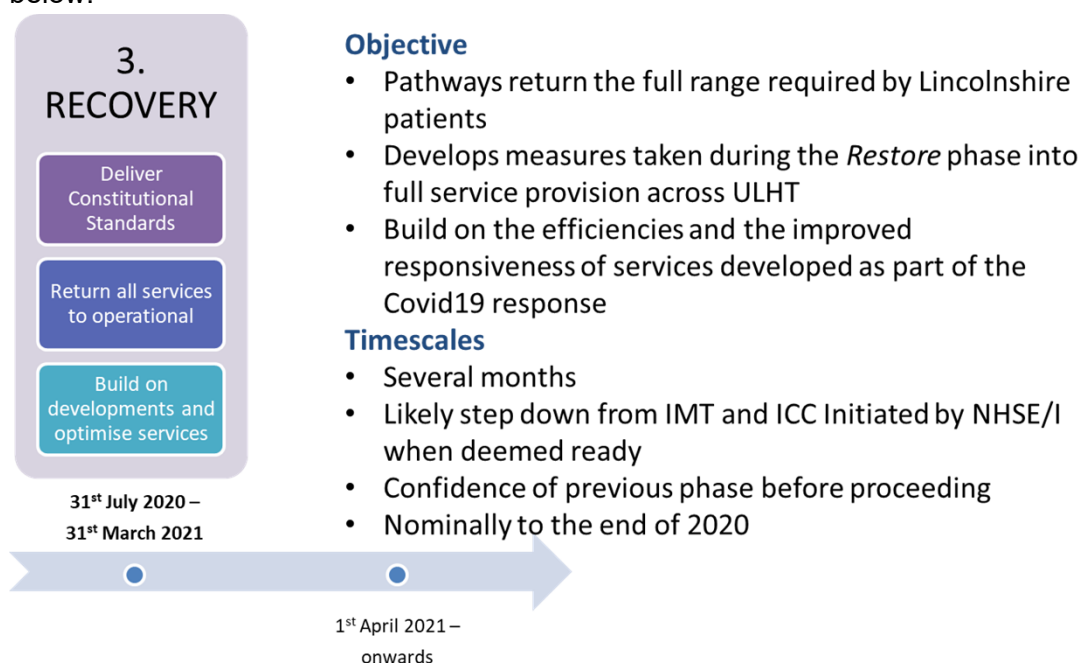 below:
3.
RECOVERY
Deliver
Constitutional
Standards
Return all services
to operational
Build on
developments and
optimise services
31st July 2020 –
31st March 2021
Objective
• Pathways return the full range required by Lincolnshire
patients
• Develops measures taken during the Restore phase into
full service provision across ULHT
• Build on the efficiencies and the improved
responsiveness of services developed as part of the
Covid19 response
Timescales
• Several months
• Likely step down from IMT and ICC Initiated by NHSE/I
when deemed ready
• Confidence of previous phase before proceeding
• Nominally to the end of 2020
1st April 2021 –
onwards